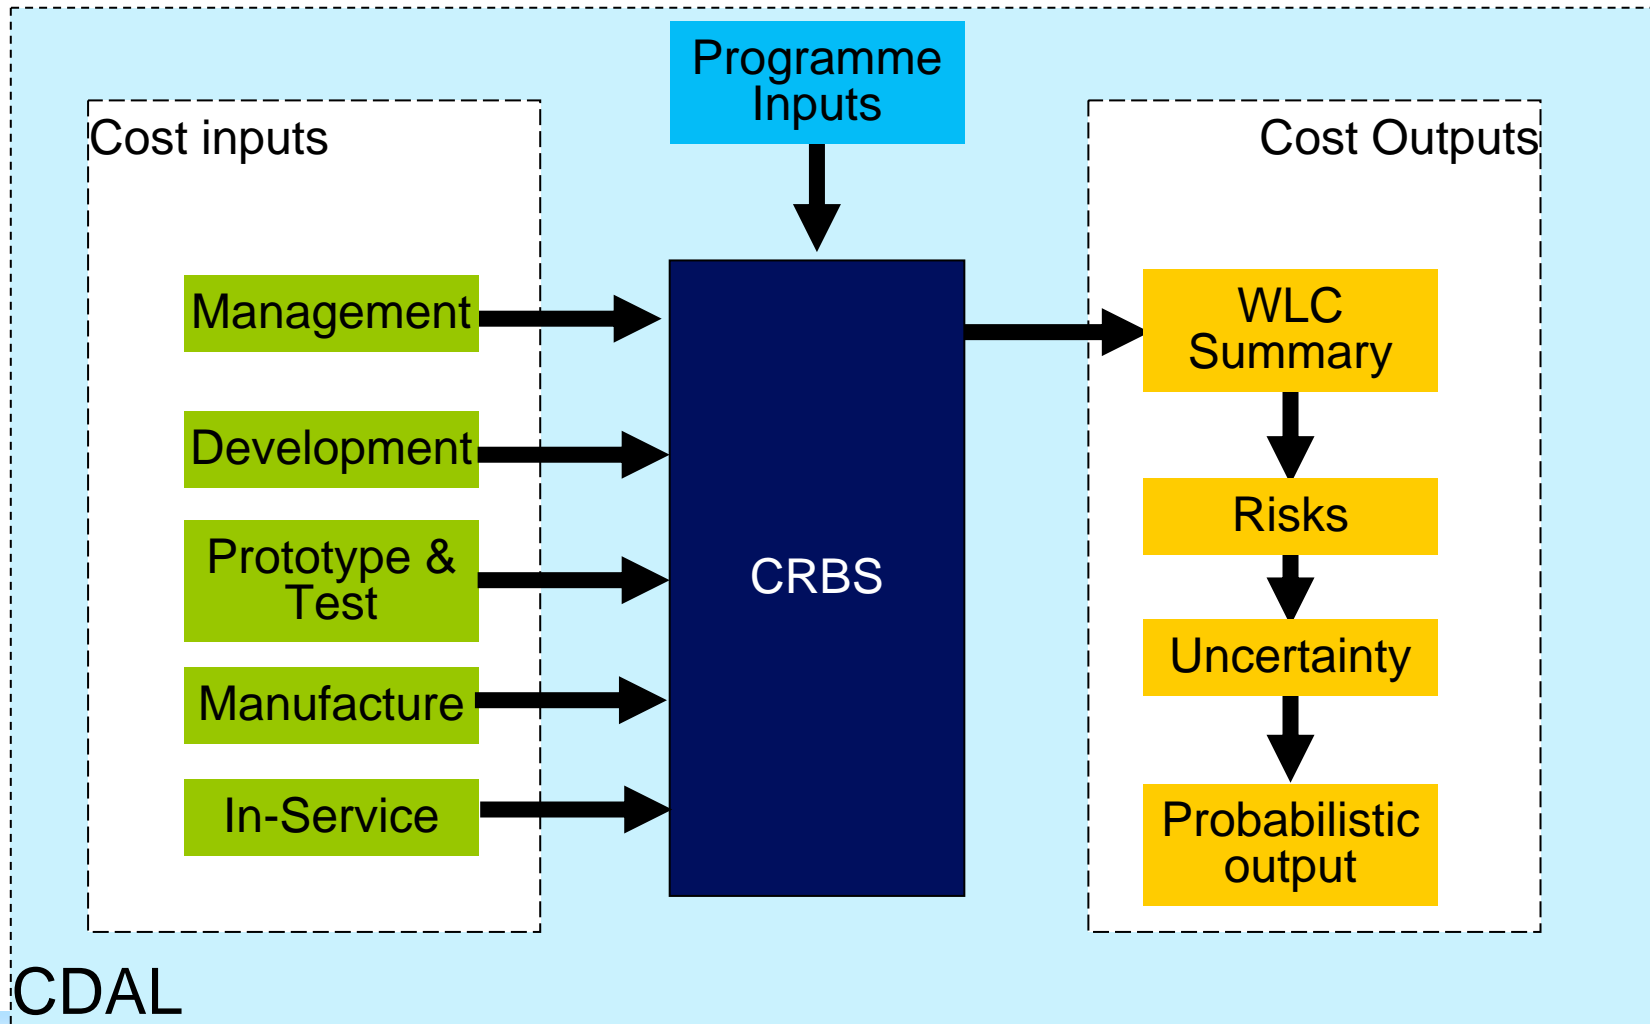 Programme
Inputs
Cost inputs
Cost Outputs
Management
Development
Prototype &
Test
Manufacture
In-Service
CRBS
WLC
Summary
Risks
Uncertainty
Probabilistic
output
CDAL